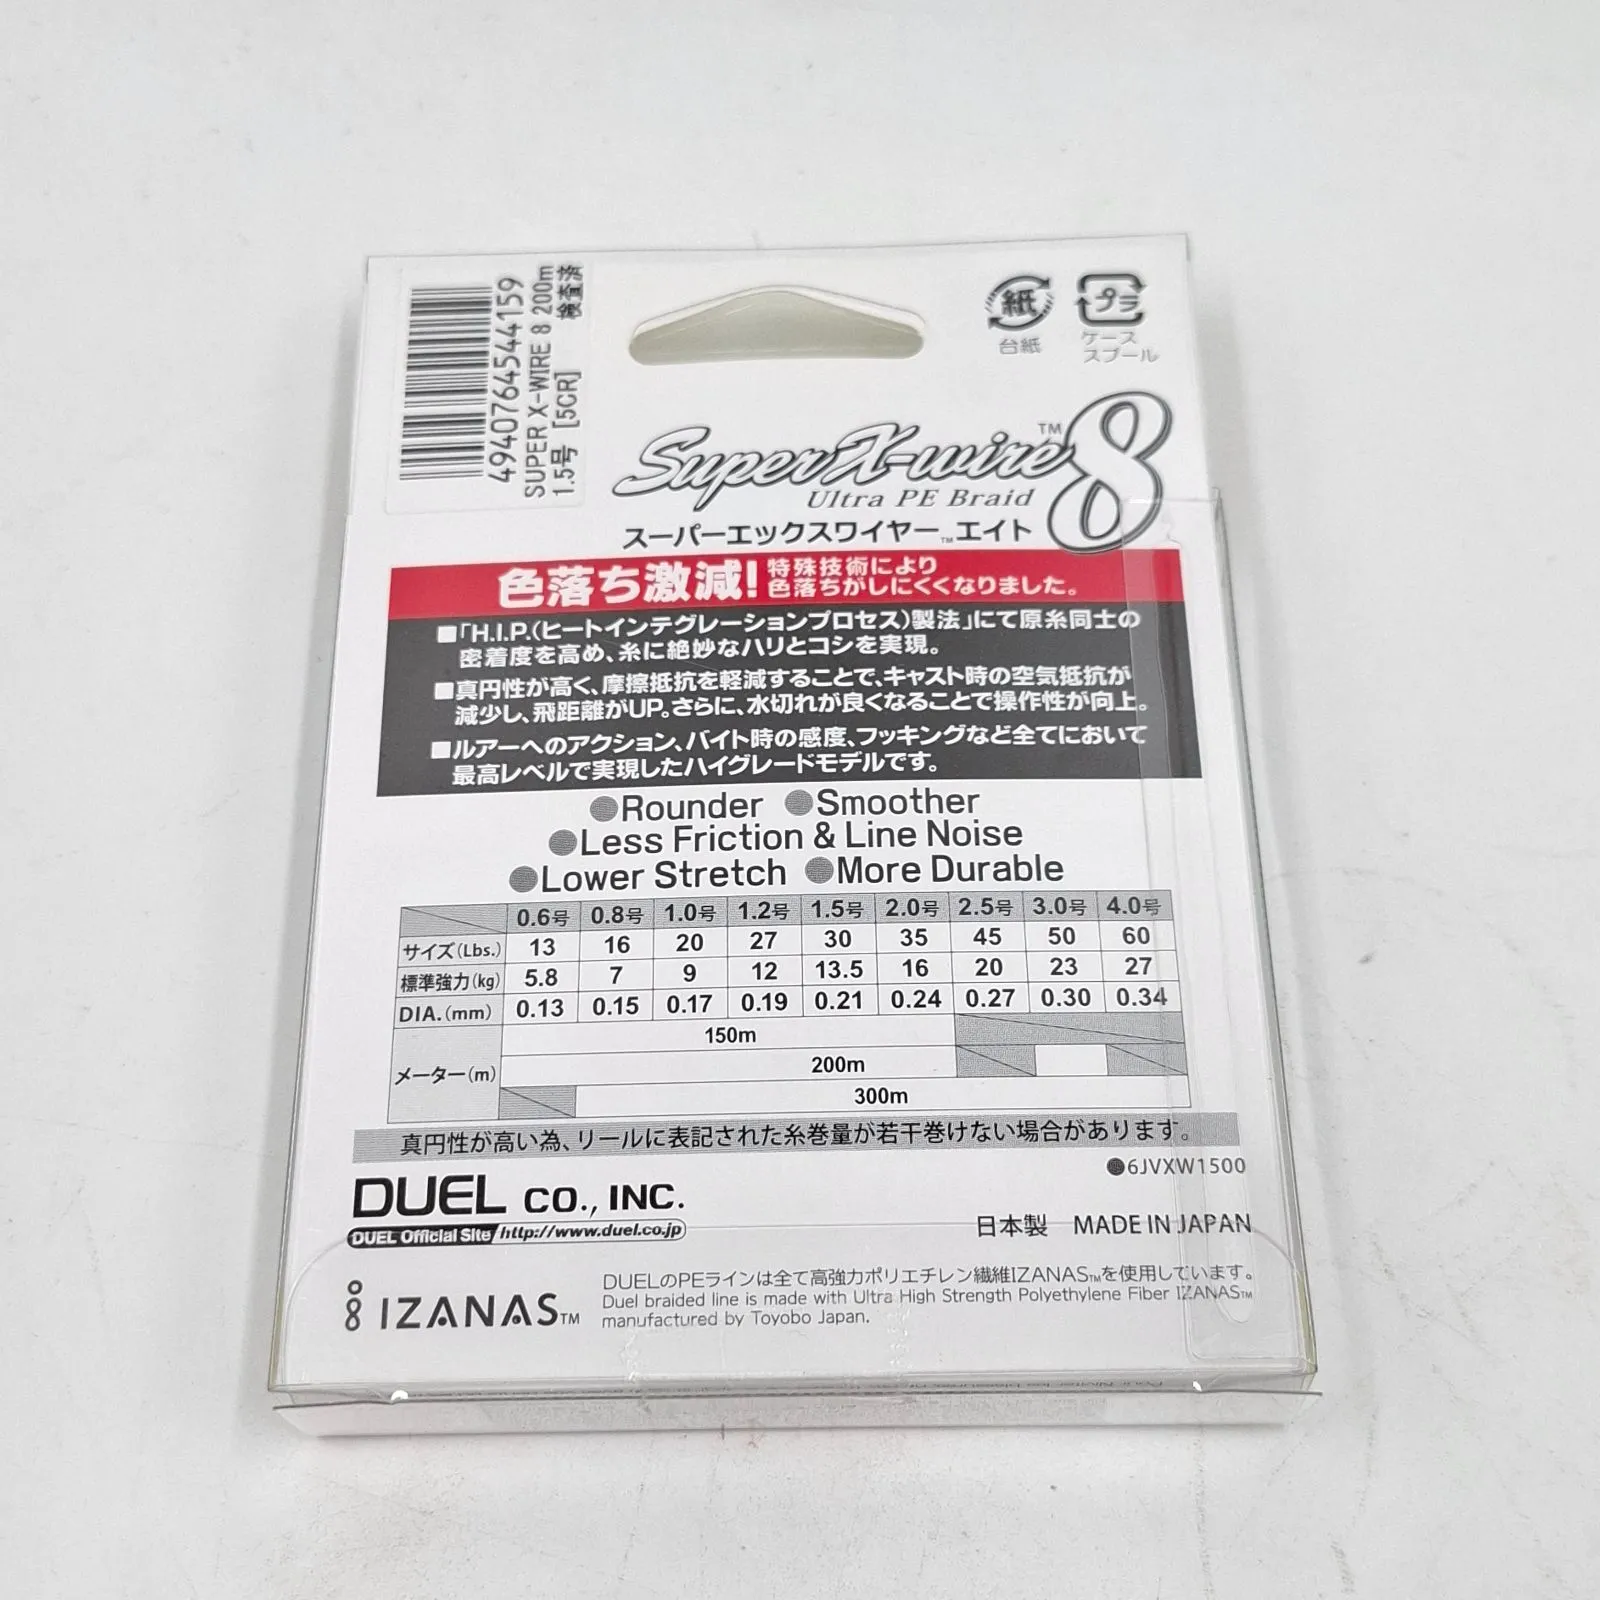 4940764544159
SUPER X-WIRE 8 200m
1.5号 [5CR] 検査済
紙
台紙
プラ
ケース
スプール
Super X-wire™ 8
Ultra PE Braid
スーパーエックスワイヤー™エイト
色落ち激減! 特殊技術により
色落ちがしにくくなりました。
■「H.I.P.(ヒートインテグレーションプロセス)製法」にて原糸同士の
密着度を高め、糸に絶妙なハリとコシを実現。
■真円性が高く、摩擦抵抗を軽減することで、キャスト時の空気抵抗が
減少し、飛距離がUP。さらに、水切れが良くなることで操作性が向上。
■ルアーへのアクション、バイト時の感度、フッキングなど全てにおいて
最高レベルで実現したハイグレードモデルです。
●Rounder ●Smoother
●Less Friction & Line Noise
●Lower Stretch ●More Durable
0.6号 0.8号 1.0号 1.2号 1.5号 2.0号 2.5号 3.0号 4.0号
サイズ(Lbs.) 13 16 20 27 30 35 45 50 60
標準強力(kg) 5.8 7 9 12 13.5 16 20 23 27
DIA.(mm) 0.13 0.15 0.17 0.19 0.21 0.24 0.27 0.30 0.34
150m
メーター(m) 200m
300m
真円性が高い為、リールに表記された糸巻量が若干巻けない場合があります。
●6JVXW1500
DUEL CO., INC.
DUEL Official Site http://www.duel.co.jp
日本製 MADE IN JAPAN
IZANAS™
DUELのPEラインは全て高強力ポリエチレン繊維IZANAS™を使用しています。
Duel braided line is made with Ultra High Strength Polyethylene Fiber IZANAS™
manufactured by Toyobo Japan.